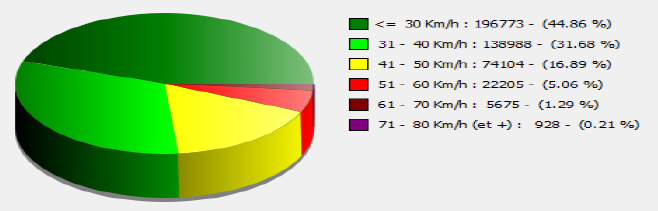 <= 30 Km/h : 196773 - (44.86 %)
31 - 40 Km/h : 138988 - (31.68 %)
41 - 50 Km/h : 74104 - (16.89 %)
51 - 60 Km/h : 22205 - (5.06 %)
61 - 70 Km/h : 5675 - (1.29 %)
71 - 80 Km/h (et +) : 928 - (0.21 %)